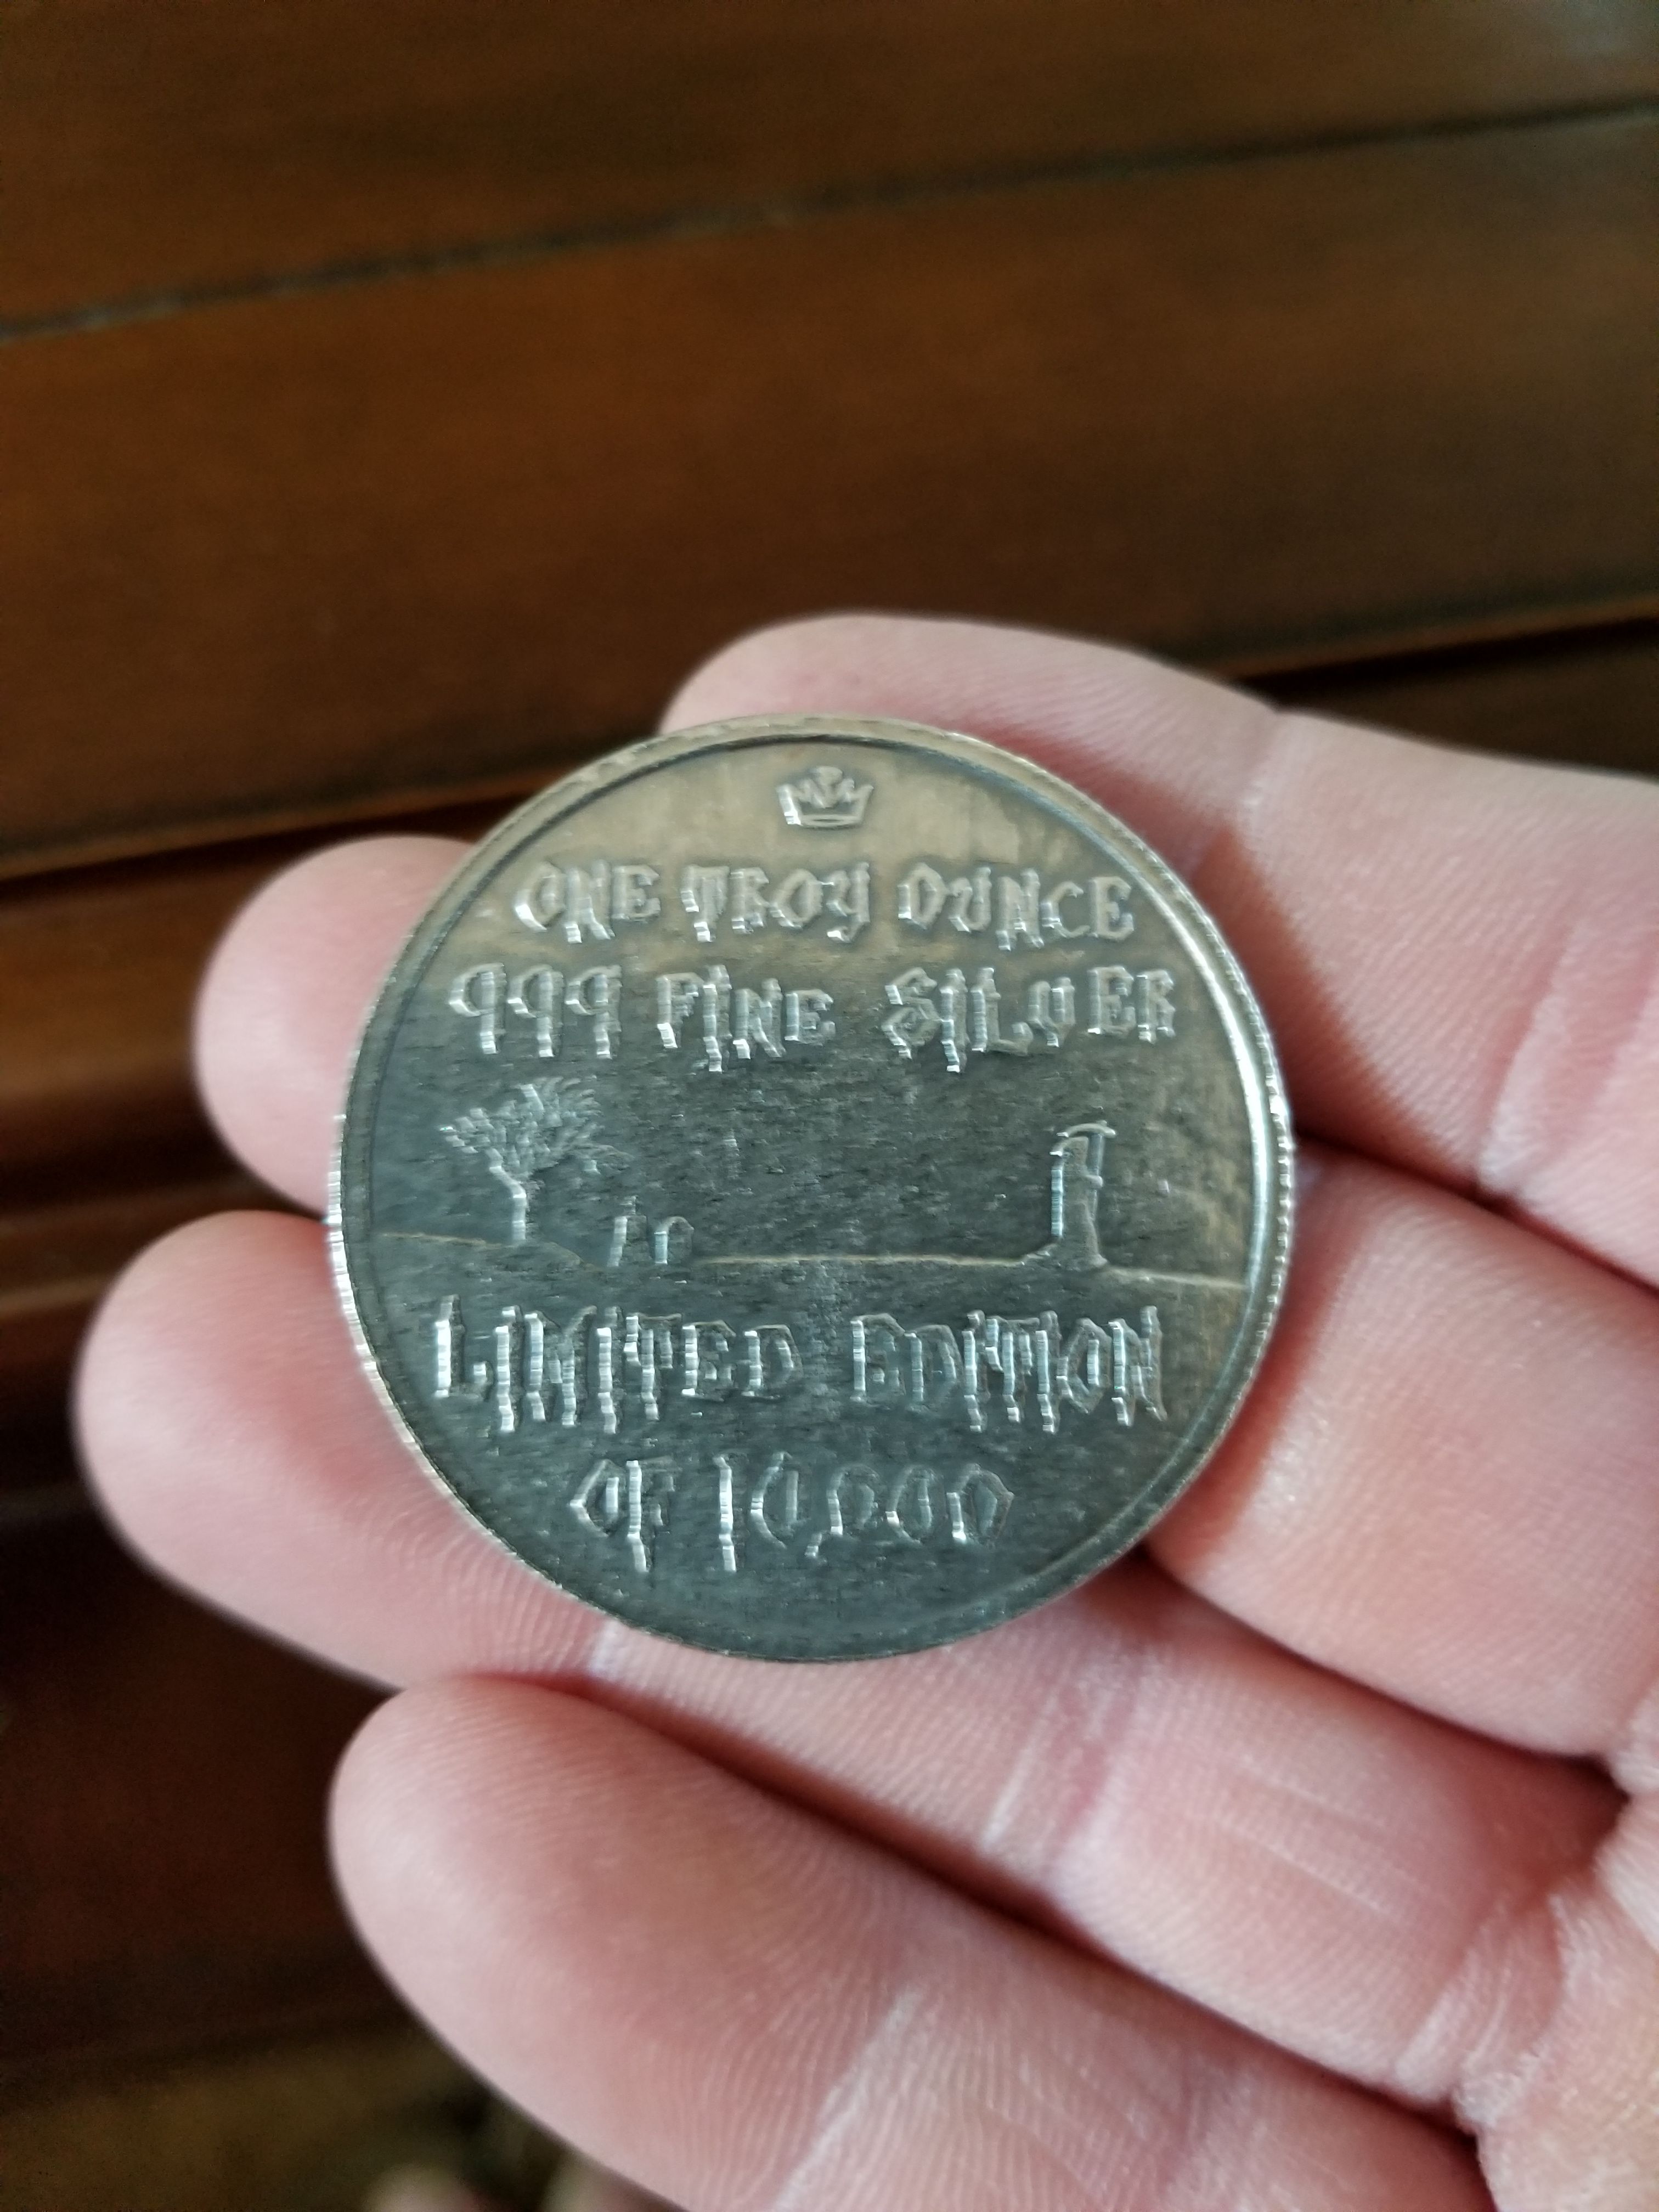 ONE TROY OUNCE
999 FINE SILVER
LIMITED EDITION
OF 10,000